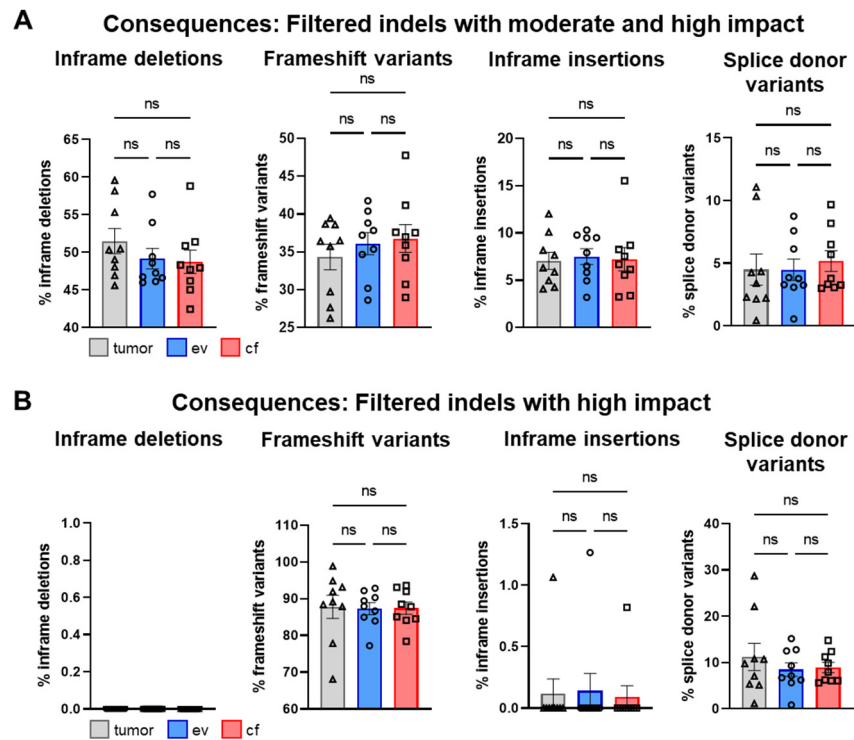 A
Consequences: Filtered indels with moderate and high impact
Inframe deletions
Frameshift variants
Inframe insertions
Splice donor
variants
ns
ns
ns
% inframe deletions
65
60
55
50
45
40
ns
ns
ns
% frameshift variants
50
45
40
35
30
25
ns
ns
ns
% inframe insertions
20
15
10
5
0
ns
ns
ns
% splice donor variants
15
10
5
0
tumor
ev
cf
B
Consequences: Filtered indels with high impact
Inframe deletions
Frameshift variants
Inframe insertions
Splice donor
variants
% inframe deletions
1.0
0.8
0.6
0.4
0.2
0.0
ns
ns
ns
% frameshift variants
110
100
90
80
70
60
ns
ns
ns
% inframe insertions
1.5
1.0
0.5
0.0
ns
ns
ns
% splice donor variants
40
30
20
10
0
tumor
ev
cf